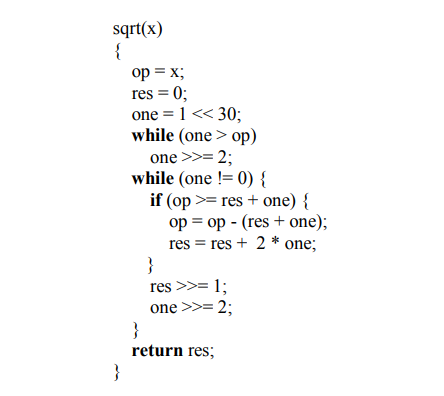 sqrt(x)
{
op = x;
res = 0;
one = 1 << 30;
while (one > op)
one >>= 2;
while (one != 0) {
if (op >= res + one) {
op = op - (res + one);
res = res + 2 * one;
}
res >>= 1;
one >>= 2;
}
return res;
}